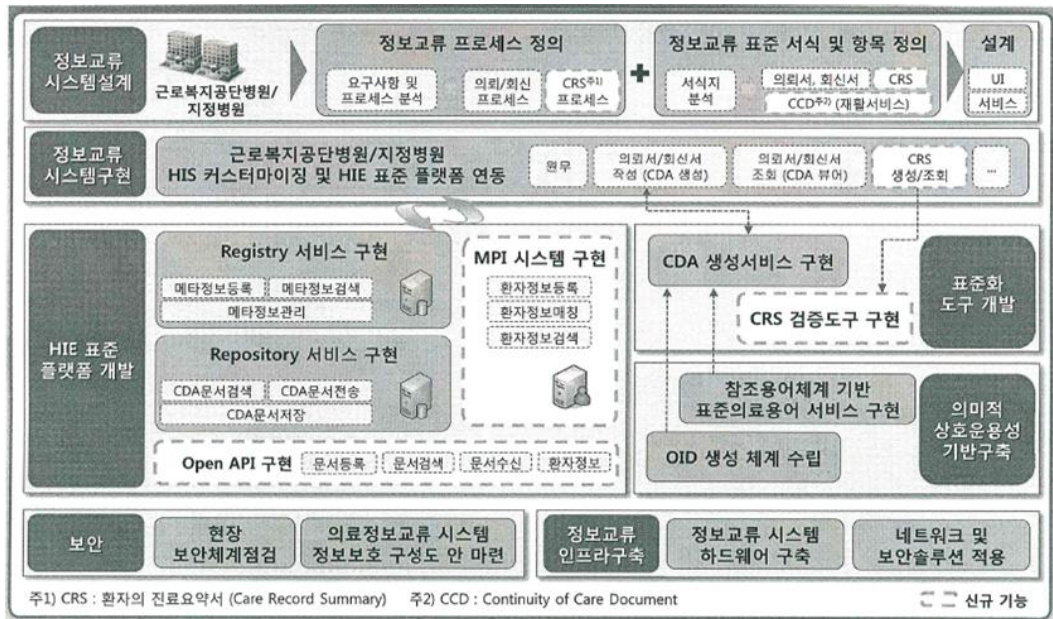 정보교류
시스템설계
근로복지공단병원/
지정병원
정보교류 프로세스 정의
요구사항 및
프로세스 분석
의뢰/회신
프로세스
CRS주1)
프로세스
정보교류 표준 서식 및 항목 정의
서식지
분석
의뢰서, 회신서
CRS
CCD주2) (재활서비스)
설계
UI
서비스
정보교류
시스템구현
근로복지공단병원/지정병원
HIS 커스터마이징 및 HIE 표준 플랫폼 연동
원무
의뢰서/회신서
작성 (CDA 생성)
의뢰서/회신서
조회 (CDA 뷰어)
CRS
생성/조회
...
HIE 표준
플랫폼 개발
Registry 서비스 구현
메타정보등록
메타정보검색
메타정보관리
Repository 서비스 구현
CDA문서검색
CDA문서전송
CDA문서저장
MPI 시스템 구현
환자정보등록
환자정보매칭
환자정보검색
Open API 구현
문서등록
문서검색
문서수신
환자정보
CDA 생성서비스 구현
CRS 검증도구 구현
표준화
도구 개발
참조용어체계 기반
표준의료용어 서비스 구현
OID 생성 체계 수립
의미적
상호운용성
기반구축
보안
현장
보안체계점검
의료정보교류 시스템
정보보호 구성도 안 마련
정보교류
인프라구축
정보교류 시스템
하드웨어 구축
네트워크 및
보안솔루션 적용
주1) CRS : 환자의 진료요약서 (Care Record Summary) 주2) CCD : Continuity of Care Document
신규 기능